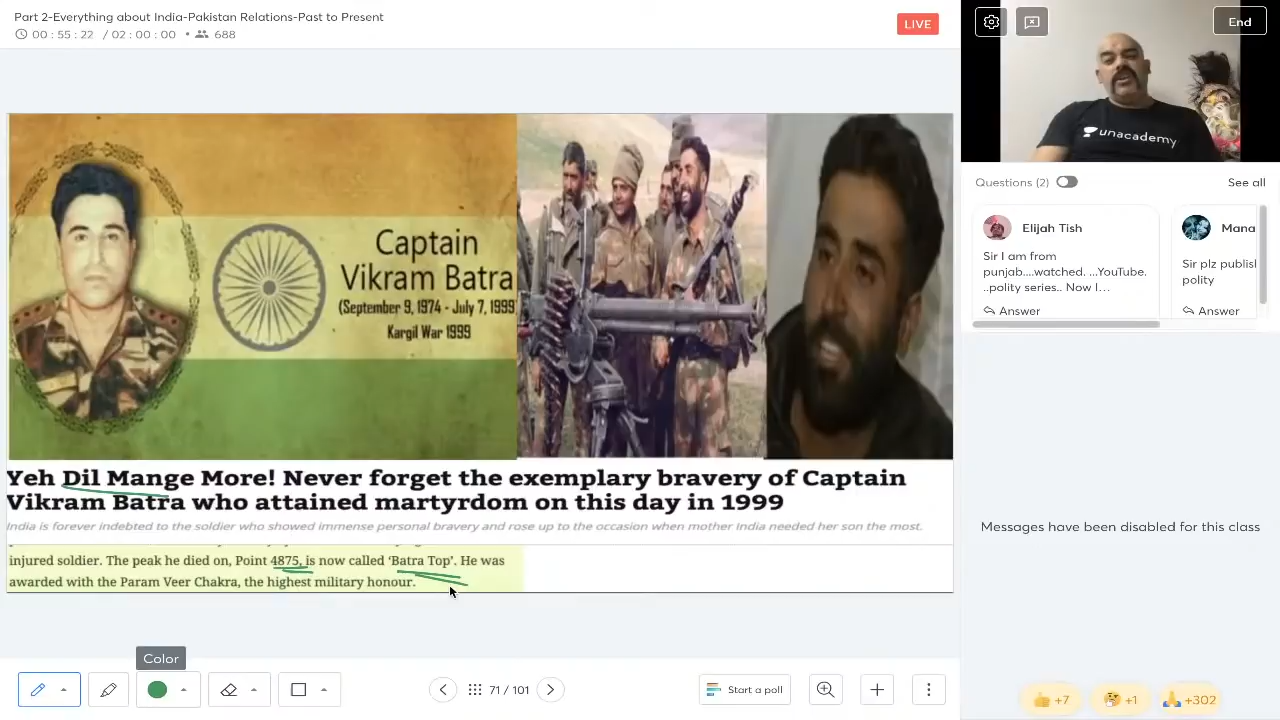 Part 2-Everything about India-Pakistan Relations-Past to Present
00 : 55 : 22 / 02 : 00 : 00 •
LIVE
End
unacademy
Questions (2)
See all
Elijah Tish
Mana
Sir I am from
punjab....watched. ...YouTube.
..polity series.. Now I...
Sir plz publis
polity
Answer
Answer
Captain
Vikram Batra
(September 9, 1974 - July 7, 1999
Kargil War 1999
Yeh Dil Mange More! Never forget the exemplary bravery of Captain
Vikram Batra who attained martyrdom on this day in 1999
India is forever indebted to the soldier who showed immense personal bravery and rose up to the occasion when mother India needed her son the most.
injured soldier. The peak he died on, Point 4875, is now called ‘Batra Top’. He was
awarded with the Param Veer Chakra, the highest military honour.
Messages have been disabled for this class
Color
71 / 101
Start a poll
+7
+1
+302